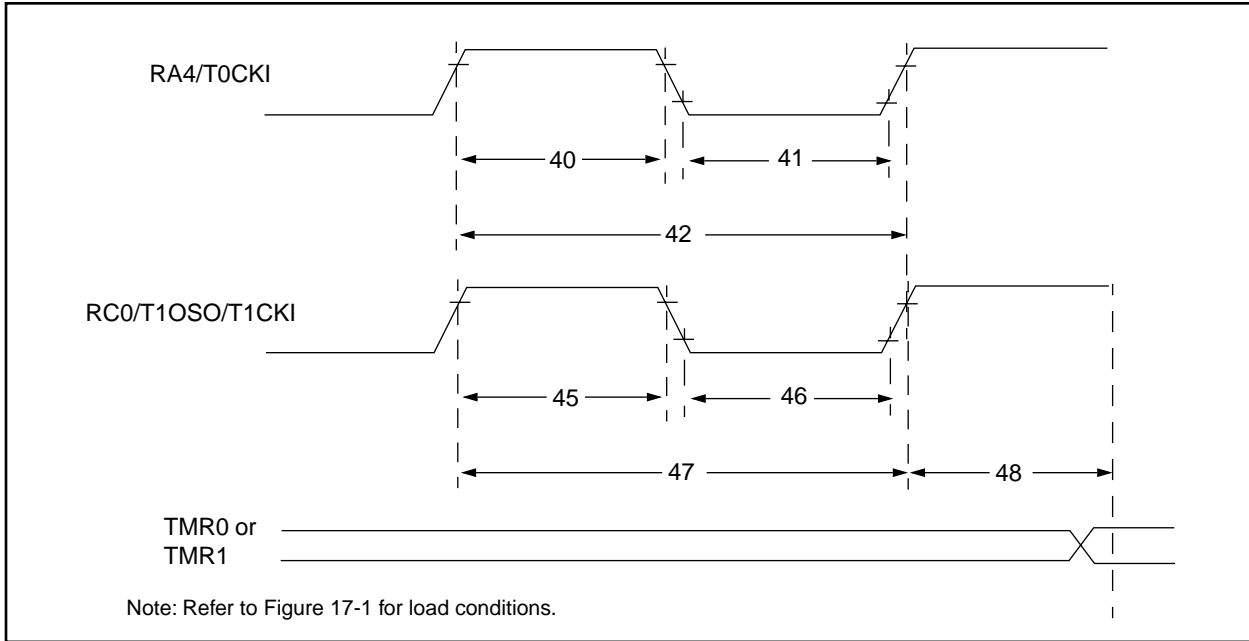 RA4/T0CKI
40
41
42
RC0/T1OSO/T1CKI
45
46
47
48
TMR0 or
TMR1
Note: Refer to Figure 17-1 for load conditions.